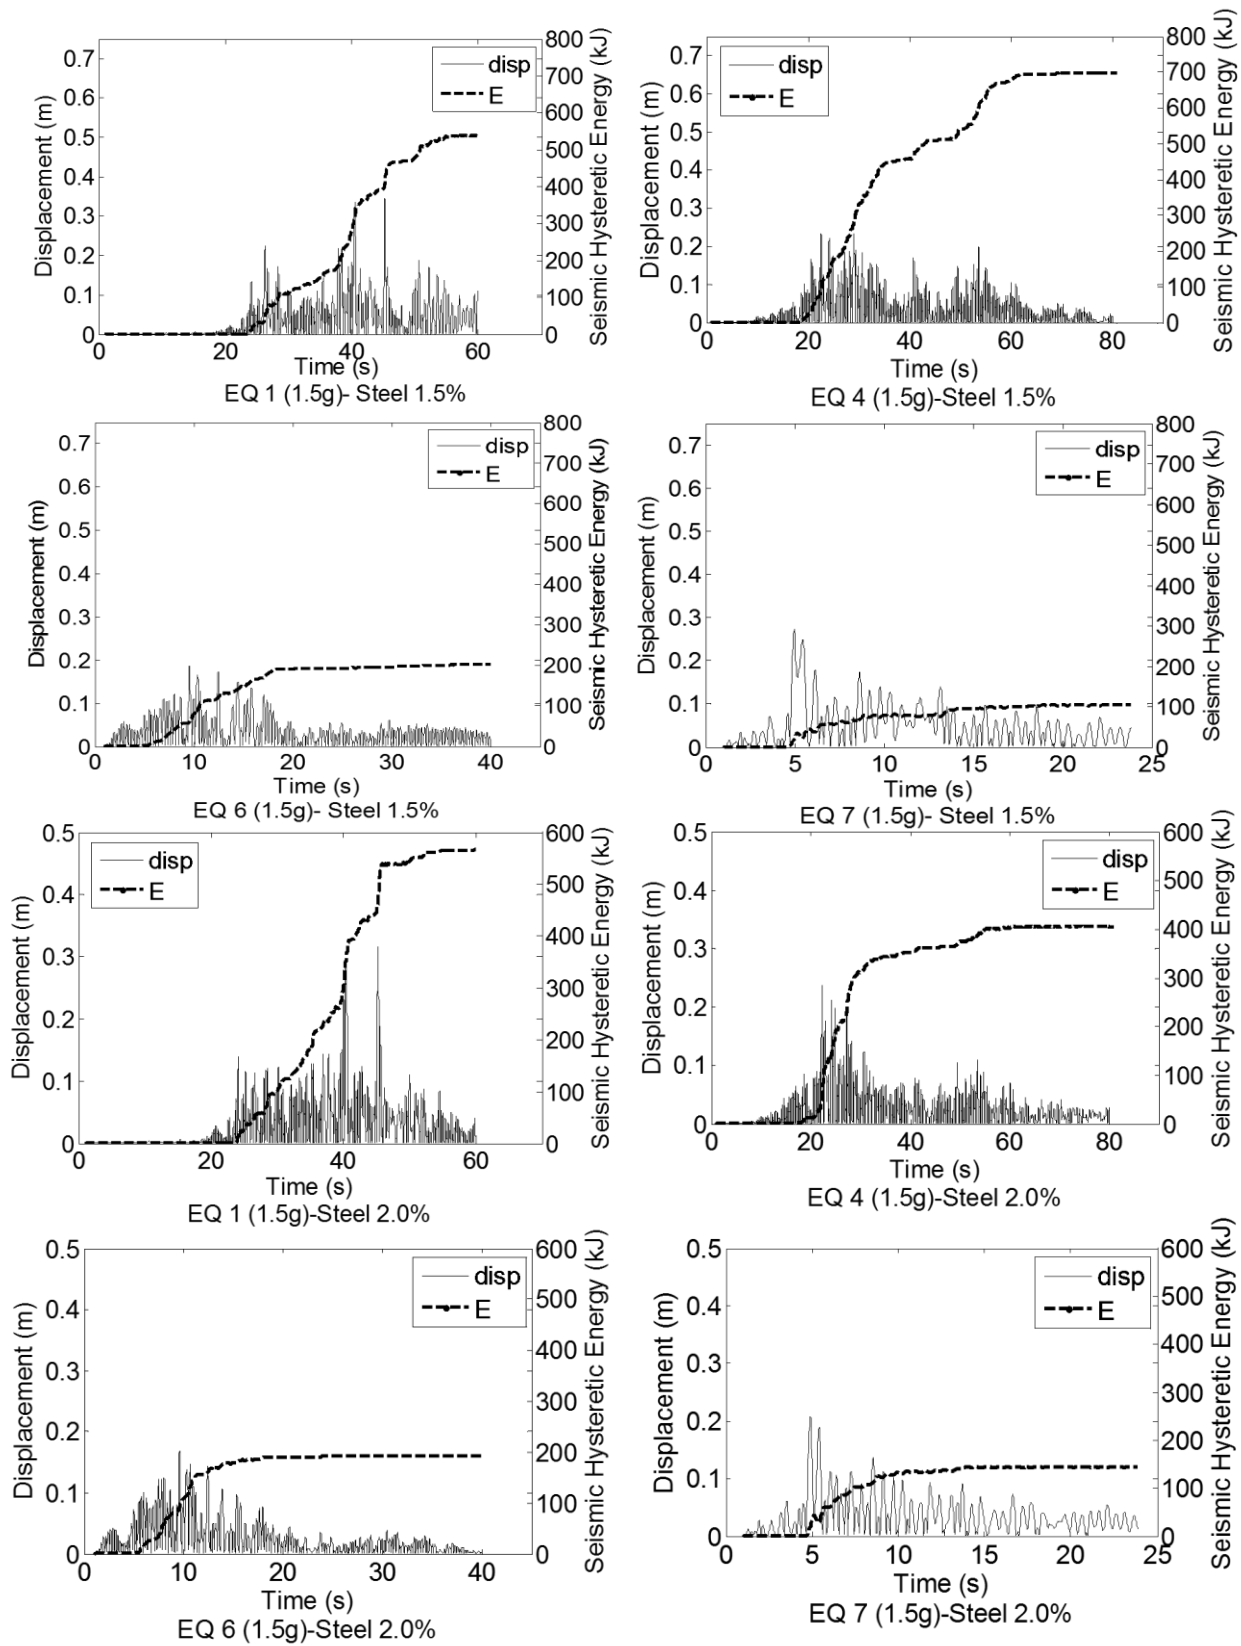 disp
E
Displacement (m)
0.7
0.6
0.5
0.4
0.3
0.2
0.1
0
800
700
600
500
400
300
200
100
0
Seismic Hysteretic Energy (kJ)
0 20 40 60
Time (s)
EQ 1 (1.5g)- Steel 1.5%
disp
E
Displacement (m)
0.7
0.6
0.5
0.4
0.3
0.2
0.1
0
800
700
600
500
400
300
200
100
0
Seismic Hysteretic Energy (kJ)
0 20 40 60 80
Time (s)
EQ 4 (1.5g)-Steel 1.5%
disp
E
Displacement (m)
0.7
0.6
0.5
0.4
0.3
0.2
0.1
0
800
700
600
500
400
300
200
100
0
Seismic Hysteretic Energy (kJ)
0 10 20 30 40
Time (s)
EQ 6 (1.5g)- Steel 1.5%
disp
E
Displacement (m)
0.7
0.6
0.5
0.4
0.3
0.2
0.1
0
800
700
600
500
400
300
200
100
0
Seismic Hysteretic Energy (kJ)
0 5 10 15 20 25
Time (s)
EQ 7 (1.5g)- Steel 1.5%
disp
E
Displacement (m)
0.5
0.4
0.3
0.2
0.1
0
600
500
400
300
200
100
0
Seismic Hysteretic Energy (kJ)
0 20 40 60
Time (s)
EQ 1 (1.5g)-Steel 2.0%
disp
E
Displacement (m)
0.5
0.4
0.3
0.2
0.1
0
600
500
400
300
200
100
0
Seismic Hysteretic Energy (kJ)
0 20 40 60 80
Time (s)
EQ 4 (1.5g)-Steel 2.0%
disp
E
Displacement (m)
0.5
0.4
0.3
0.2
0.1
0
600
500
400
300
200
100
0
Seismic Hysteretic Energy (kJ)
0 10 20 30 40
Time (s)
EQ 6 (1.5g)-Steel 2.0%
disp
E
Displacement (m)
0.5
0.4
0.3
0.2
0.1
0
600
500
400
300
200
100
0
Seismic Hysteretic Energy (kJ)
0 5 10 15 20 25
Time (s)
EQ 7 (1.5g)-Steel 2.0%